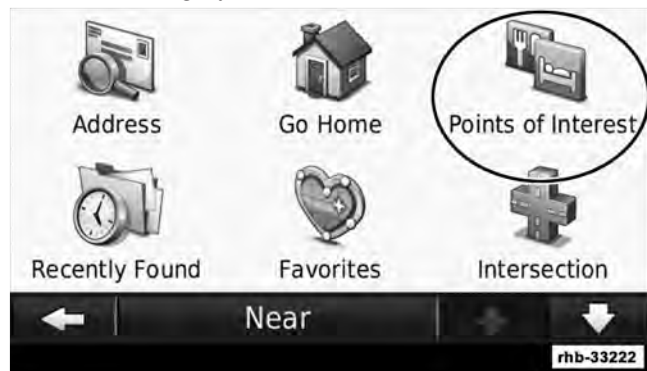 Address
Go Home
Points of Interest
Recently Found
Favorites
Intersection
Near
rhb-33222